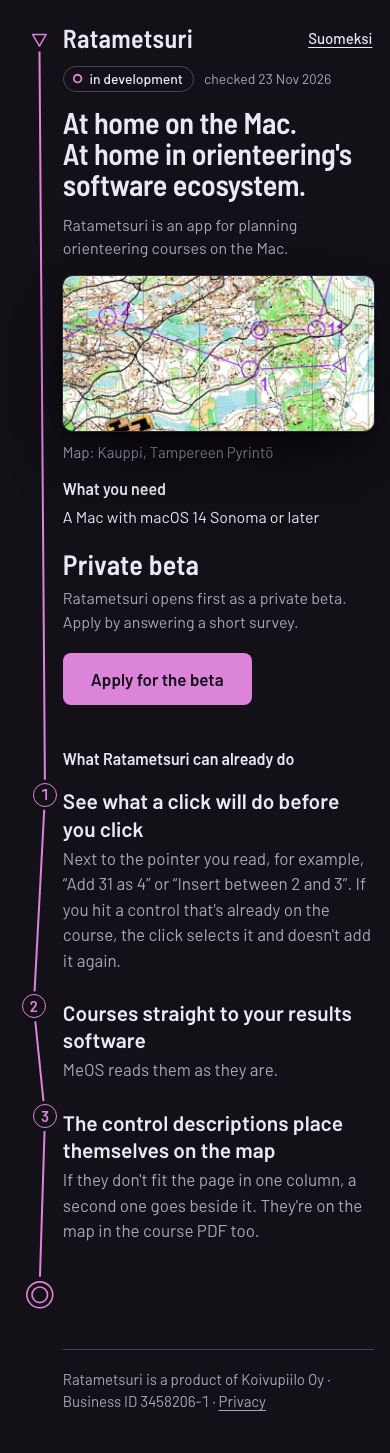 Ratametsuri
Suomeksi
in development
checked 23 Nov 2026
At home on the Mac.
At home in orienteering's
software ecosystem.
Ratametsuri is an app for planning
orienteering courses on the Mac.
2
11
1
Map: Kauppi, Tampereen Pyrintö
What you need
A Mac with macOS 14 Sonoma or later
Private beta
Ratametsuri opens first as a private beta.
Apply by answering a short survey.
Apply for the beta
What Ratametsuri can already do
1
See what a click will do before
you click
Next to the pointer you read, for example,
“Add 31 as 4” or “Insert between 2 and 3”. If
you hit a control that's already on the
course, the click selects it and doesn't add
it again.
2
Courses straight to your results
software
MeOS reads them as they are.
3
The control descriptions place
themselves on the map
If they don't fit the page in one column, a
second one goes beside it. They're on the
map in the course PDF too.
Ratametsuri is a product of Koivupiilo Oy ·
Business ID 3458206-1 · Privacy